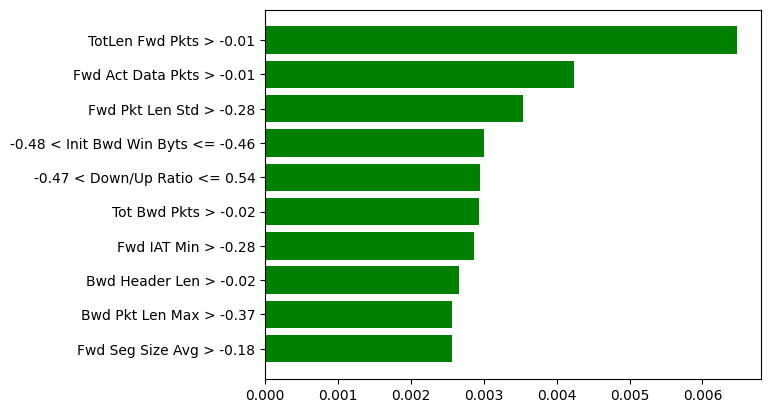 TotLen Fwd Pkts > -0.01
Fwd Act Data Pkts > -0.01
Fwd Pkt Len Std > -0.28
-0.48 < Init Bwd Win Byts <= -0.46
-0.47 < Down/Up Ratio <= 0.54
Tot Bwd Pkts > -0.02
Fwd IAT Min > -0.28
Bwd Header Len > -0.02
Bwd Pkt Len Max > -0.37
Fwd Seg Size Avg > -0.18
0.000 0.001 0.002 0.003 0.004 0.005 0.006